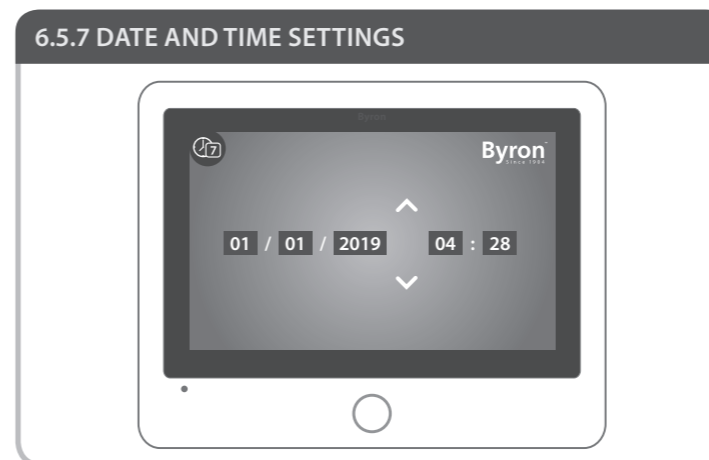 6.5.7 DATE AND TIME SETTINGS
Byron
7
Byron
Since 1984
01 / 01 / 2019 04 : 28